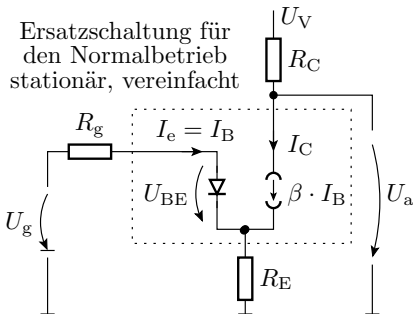 Ersatzschaltung für
den Normalbetrieb
stationär, vereinfacht
U_V
R_C
R_g
I_e = I_B
I_C
U_BE
β · I_B
U_g
U_a
R_E